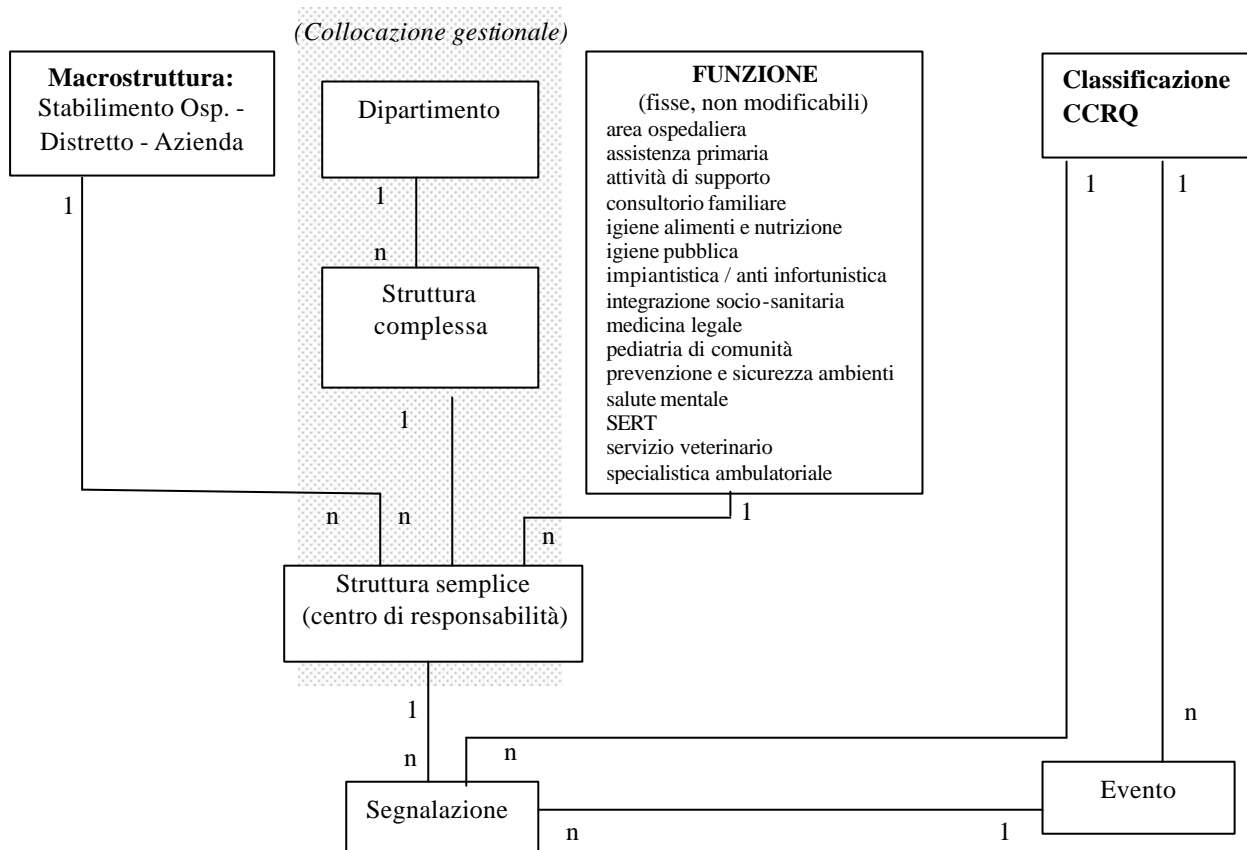 (Collocazione gestionale)
Macrostruttura:
Stabilimento Osp. -
Distretto - Azienda
Dipartimento
FUNZIONE
(fisse, non modificabili)
area ospedaliera
assistenza primaria
attività di supporto
consultorio familiare
igiene alimenti e nutrizione
igiene pubblica
impiantistica / anti infortunistica
integrazione socio-sanitaria
medicina legale
pediatria di comunità
prevenzione e sicurezza ambienti
salute mentale
SERT
servizio veterinario
specialistica ambulatoriale
Classificazione
CCRQ
1
1
n
1
1
Struttura
complessa
1
n
n
1
n
Struttura semplice
(centro di responsabilità)
1
n
n
n
Segnalazione
Evento
n
1